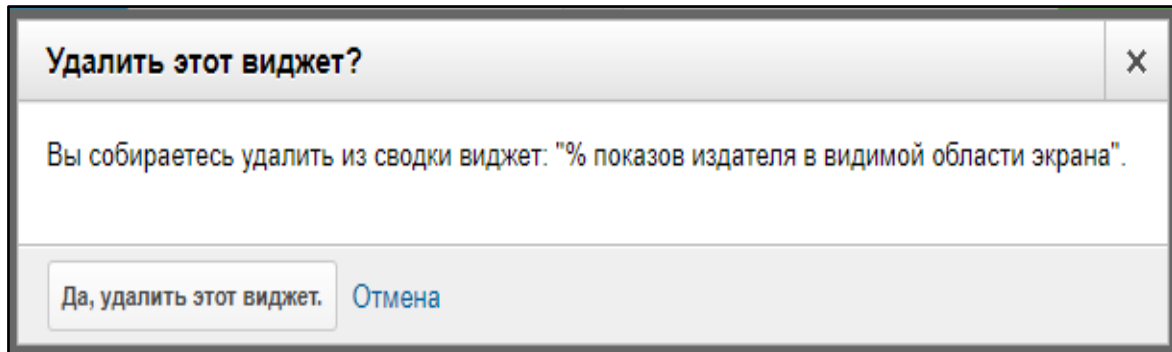 Удалить этот виджет?
Вы собираетесь удалить из сводки виджет: "% показов издателя в видимой области экрана".
Да, удалить этот виджет. Отмена